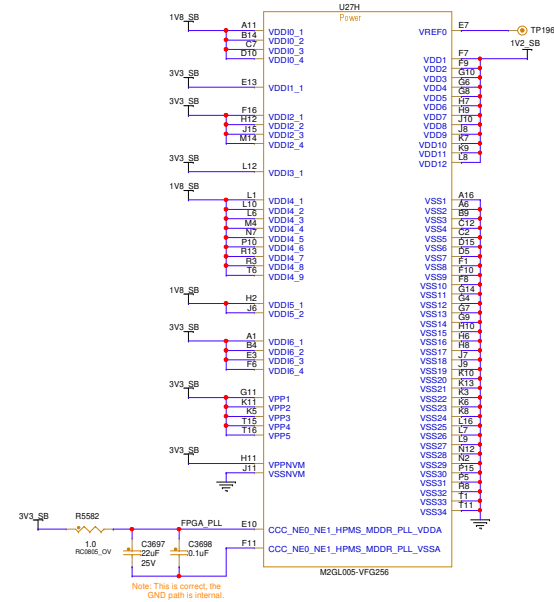 U27H
Power
1V8_SB
A11 VDDI0_1
B14 VDDI0_2
C7 VDDI0_3
D10 VDDI0_4
VREF0 E7 TP196
1V2_SB
VDD1 F7
VDD2 F9
VDD3 G10
VDD4 G6
VDD5 G8
VDD6 H7
VDD7 H9
VDD8 J10
VDD9 J8
VDD10 K7
VDD11 K9
VDD12 L8
3V3_SB
E13 VDDI1_1
3V3_SB
F16 VDDI2_1
H12 VDDI2_2
J15 VDDI2_3
M14 VDDI2_4
3V3_SB
L12 VDDI3_1
1V8_SB
L1 VDDI4_1
L10 VDDI4_2
L6 VDDI4_3
M4 VDDI4_4
N7 VDDI4_5
P10 VDDI4_6
R13 VDDI4_7
R3 VDDI4_8
T6 VDDI4_9
1V8_SB
H2 VDDI5_1
J6 VDDI5_2
3V3_SB
A1 VDDI6_1
B4 VDDI6_2
E3 VDDI6_3
F6 VDDI6_4
3V3_SB
G11 VPP1
K11 VPP2
K5 VPP3
T15 VPP4
T16 VPP5
3V3_SB
H11 VPPNVM
J11 VSSNVM
VSS1 A16
VSS2 A6
VSS3 B9
VSS4 C12
VSS5 C2
VSS6 D15
VSS7 D5
VSS8 F1
VSS9 F10
VSS10 F8
VSS11 G14
VSS12 G4
VSS13 G7
VSS14 G9
VSS15 H10
VSS16 H6
VSS17 H8
VSS18 J7
VSS19 J9
VSS20 K10
VSS21 K13
VSS22 K3
VSS23 K6
VSS24 K8
VSS25 L16
VSS26 L7
VSS27 L9
VSS28 N12
VSS29 N2
VSS30 P15
VSS31 P5
VSS32 R8
VSS33 T1
VSS34 T11
3V3_SB
R5582
1.0
RC0805_OV
FPGA_PLL
E10 CCC_NE0_NE1_HPMS_MDDR_PLL_VDDA
F11 CCC_NE0_NE1_HPMS_MDDR_PLL_VSSA
C3697
22uF
25V
C3698
0.1uF
M2GL005-VFG256
Note: This is correct, the
GND path is internal.